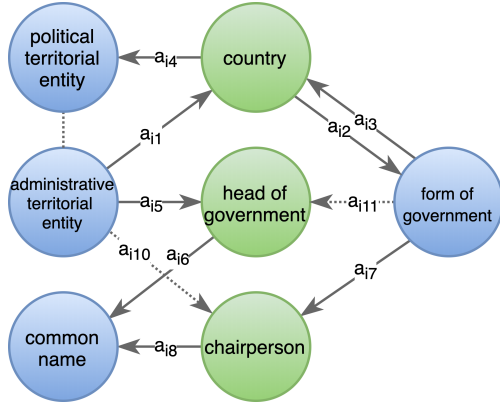 political
territorial
entity
a_i4
country
a_i1
a_i2
a_i3
administrative
territorial
entity
a_i5
head of
government
a_i11
form of
government
a_i10
a_i6
a_i7
common
name
a_i8
chairperson